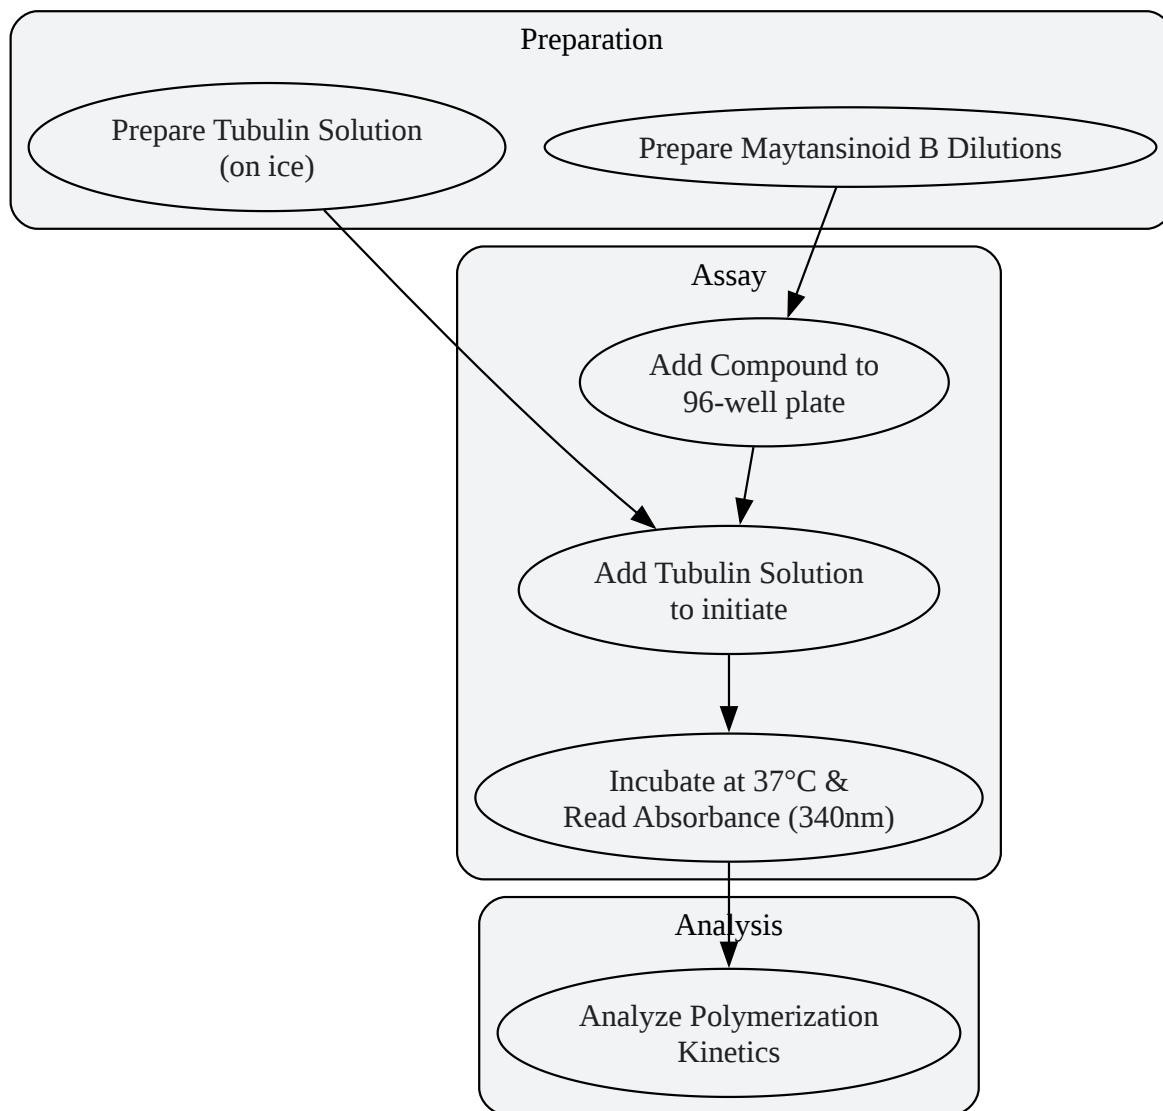 Preparation
Prepare Tubulin Solution
(on ice)
Prepare Maytansinoid B Dilutions
Assay
Add Compound to
96-well plate
Add Tubulin Solution
to initiate
Incubate at 37°C &
Read Absorbance (340nm)
Analysis
Analyze Polymerization
Kinetics